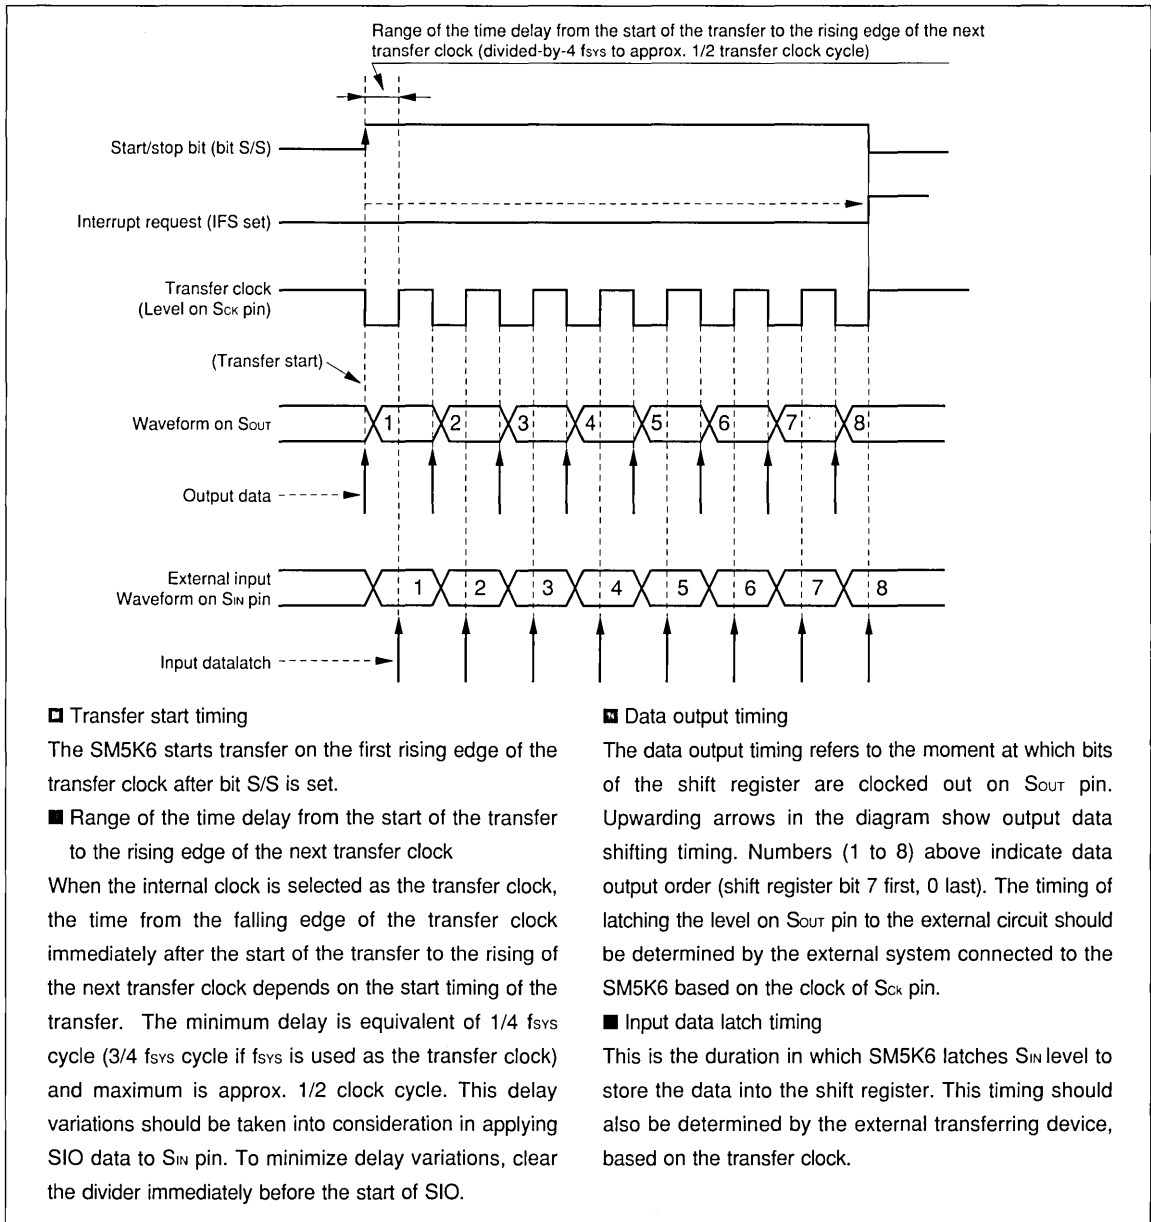 Range of the time delay from the start of the transfer to the rising edge of the next
transfer clock (divided-by-4 fSYS to approx. 1/2 transfer clock cycle)
Start/stop bit (bit S/S)
Interrupt request (IFS set)
Transfer clock
(Level on SCK pin)
(Transfer start)
Waveform on SOUT
1 2 3 4 5 6 7 8
Output data
External input
Waveform on SIN pin
1 2 3 4 5 6 7 8
Input datalatch
Transfer start timing
The SM5K6 starts transfer on the first rising edge of the
transfer clock after bit S/S is set.
■ Range of the time delay from the start of the transfer
to the rising edge of the next transfer clock
When the internal clock is selected as the transfer clock,
the time from the falling edge of the transfer clock
immediately after the start of the transfer to the rising of
the next transfer clock depends on the start timing of the
transfer. The minimum delay is equivalent of 1/4 fSYS
cycle (3/4 fSYS cycle if fSYS is used as the transfer clock)
and maximum is approx. 1/2 clock cycle. This delay
variations should be taken into consideration in applying
SIO data to SIN pin. To minimize delay variations, clear
the divider immediately before the start of SIO.
Data output timing
The data output timing refers to the moment at which bits
of the shift register are clocked out on SOUT pin.
Upwarding arrows in the diagram show output data
shifting timing. Numbers (1 to 8) above indicate data
output order (shift register bit 7 first, 0 last). The timing of
latching the level on SOUT pin to the external circuit should
be determined by the external system connected to the
SM5K6 based on the clock of SCK pin.
■ Input data latch timing
This is the duration in which SM5K6 latches SIN level to
store the data into the shift register. This timing should
also be determined by the external transferring device,
based on the transfer clock.